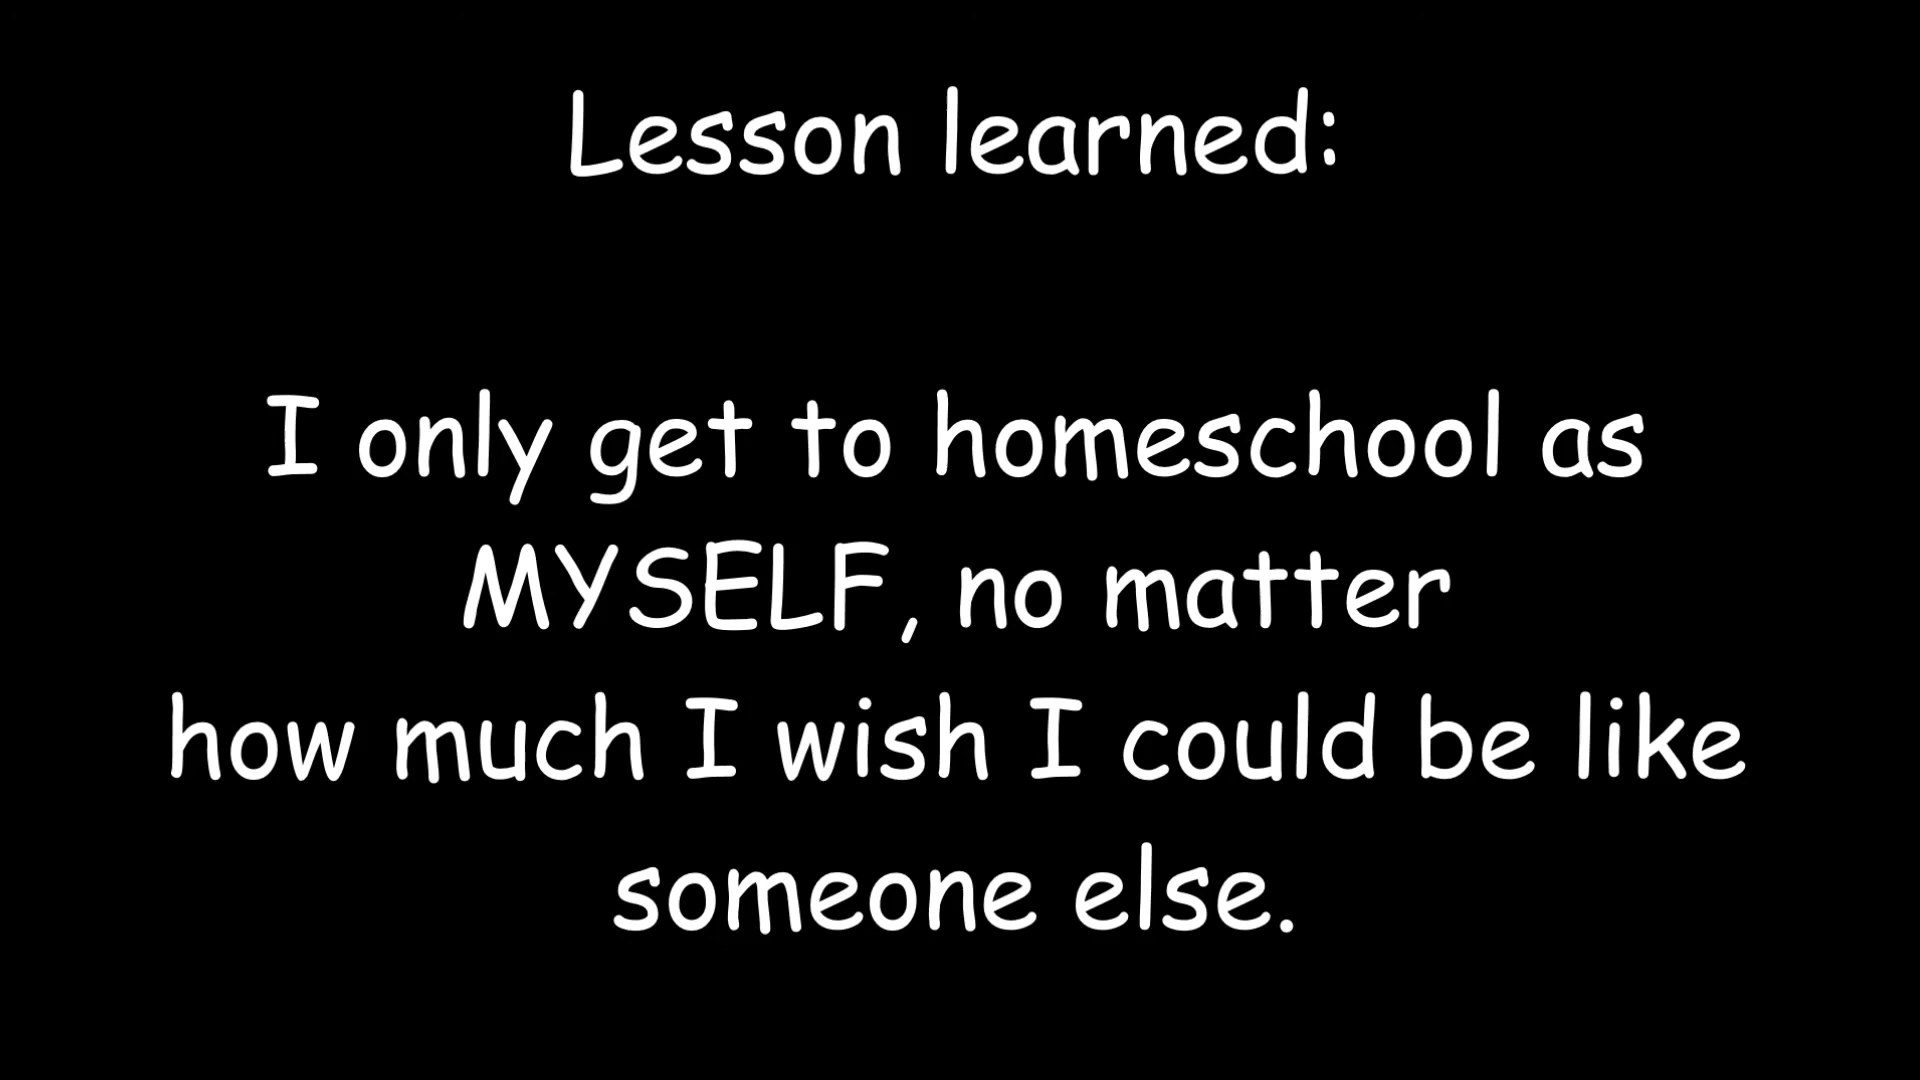 Lesson learned:
I only get to homeschool as
MYSELF, no matter
how much I wish I could be like
someone else.